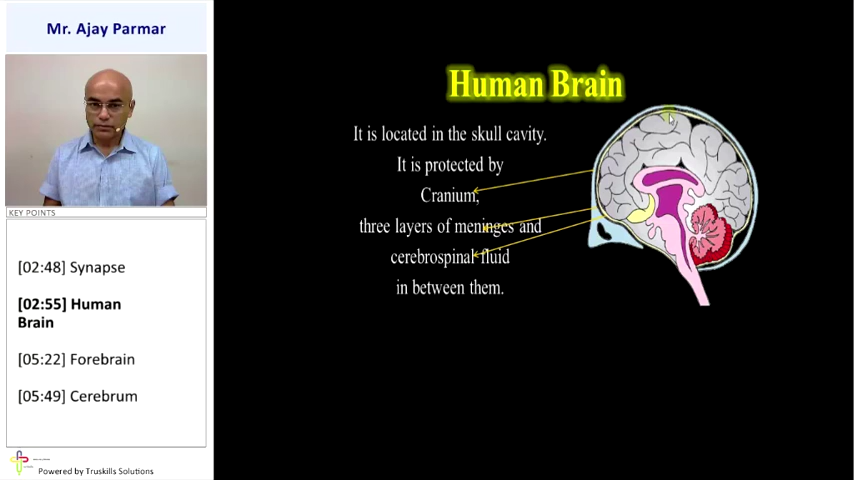 Mr. Ajay Parmar
KEY POINTS
[02:48] Synapse
[02:55] Human
Brain
[05:22] Forebrain
[05:49] Cerebrum
Powered by Truskills Solutions
Human Brain
It is located in the skull cavity.
It is protected by
Cranium,
three layers of meninges and
cerebrospinal fluid
in between them.